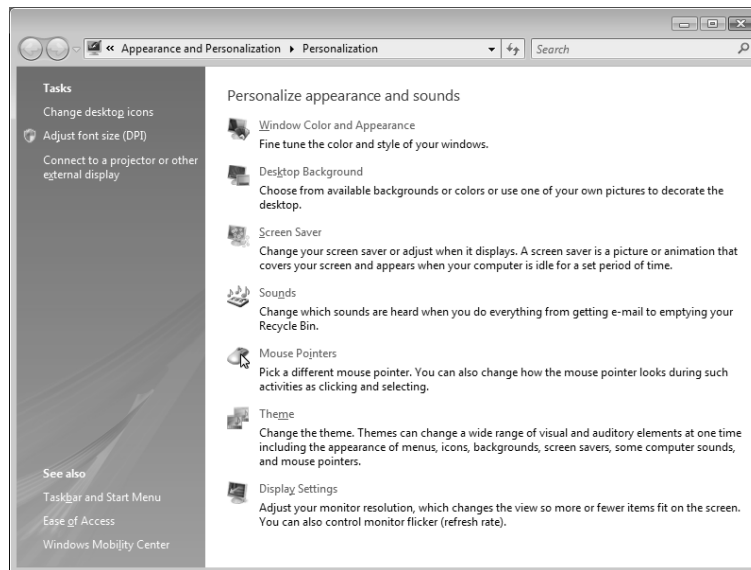 « Appearance and Personalization ▸ Personalization
Search
Tasks
Change desktop icons
Adjust font size (DPI)
Connect to a projector or other
external display
Personalize appearance and sounds
Window Color and Appearance
Fine tune the color and style of your windows.
Desktop Background
Choose from available backgrounds or colors or use one of your own pictures to decorate the
desktop.
Screen Saver
Change your screen saver or adjust when it displays. A screen saver is a picture or animation that
covers your screen and appears when your computer is idle for a set period of time.
Sounds
Change which sounds are heard when you do everything from getting e-mail to emptying your
Recycle Bin.
Mouse Pointers
Pick a different mouse pointer. You can also change how the mouse pointer looks during such
activities as clicking and selecting.
Theme
Change the theme. Themes can change a wide range of visual and auditory elements at one time
including the appearance of menus, icons, backgrounds, screen savers, some computer sounds,
and mouse pointers.
Display Settings
Adjust your monitor resolution, which changes the view so more or fewer items fit on the screen.
You can also control monitor flicker (refresh rate).
See also
Taskbar and Start Menu
Ease of Access
Windows Mobility Center